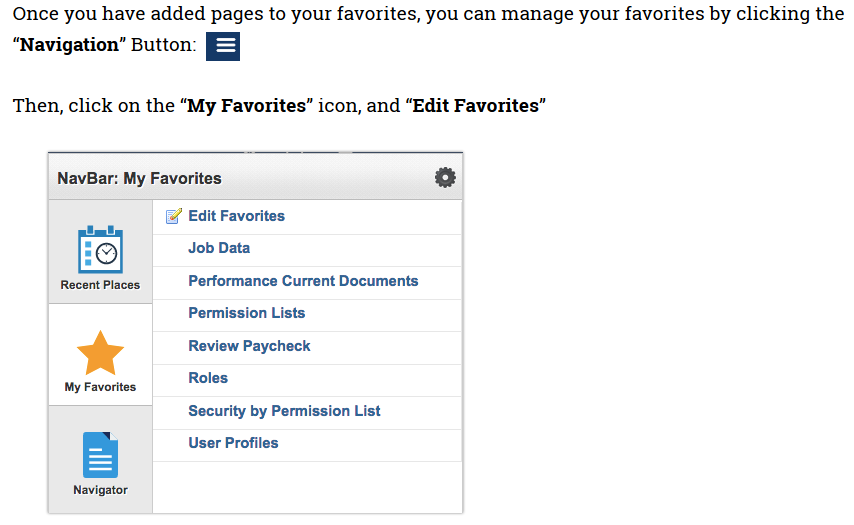 Once you have added pages to your favorites, you can manage your favorites by clicking the
“Navigation” Button:
Then, click on the “My Favorites” icon, and “Edit Favorites”
NavBar: My Favorites
Recent Places
My Favorites
Navigator
Edit Favorites
Job Data
Performance Current Documents
Permission Lists
Review Paycheck
Roles
Security by Permission List
User Profiles